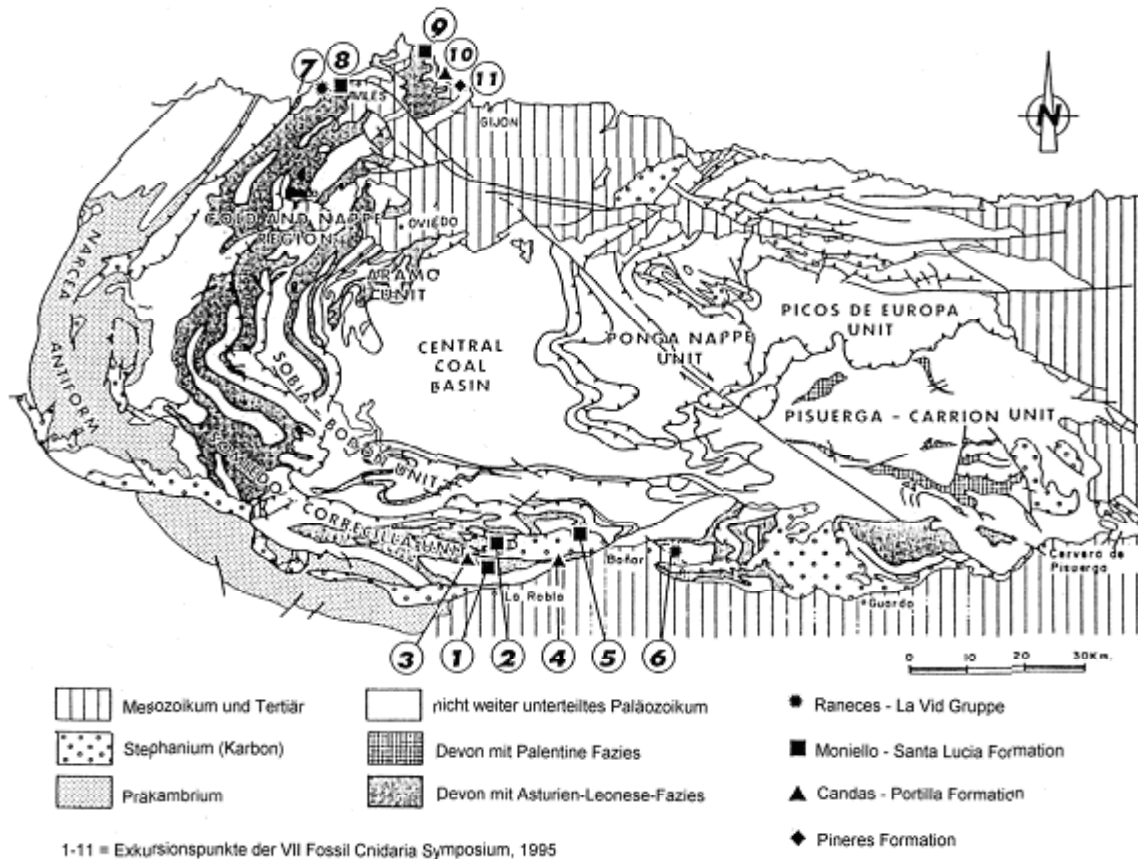 9
8
10
7
11
AVILES
GIJON
N
OVIEDO
GOLD AND NAPPE
REGION
ARAMO
UNIT
NARCEA
ANTIFORM
CENTRAL
COAL
BASIN
PONGA NAPPE
UNIT
PICOS DE EUROPA
UNIT
PISUERGA - CARRION UNIT
SOBIA - BODON UNIT
CORRECILLA UNIT
La Robla
Boñar
Guardo
Cervera de
Pisuerga
3
1
2
4
5
6
0 10 20 30Km.
Mesozoikum und Tertiär
Stephanium (Karbon)
Präkambrium
nicht weiter unterteiltes Paläozoikum
Devon mit Palentine Fazies
Devon mit Asturien-Leonese-Fazies
Raneces - La Vid Gruppe
Moniello - Santa Lucia Formation
Candas - Portilla Formation
Pineres Formation
1-11 = Exkursionspunkte der VII Fossil Cnidaria Symposium, 1995